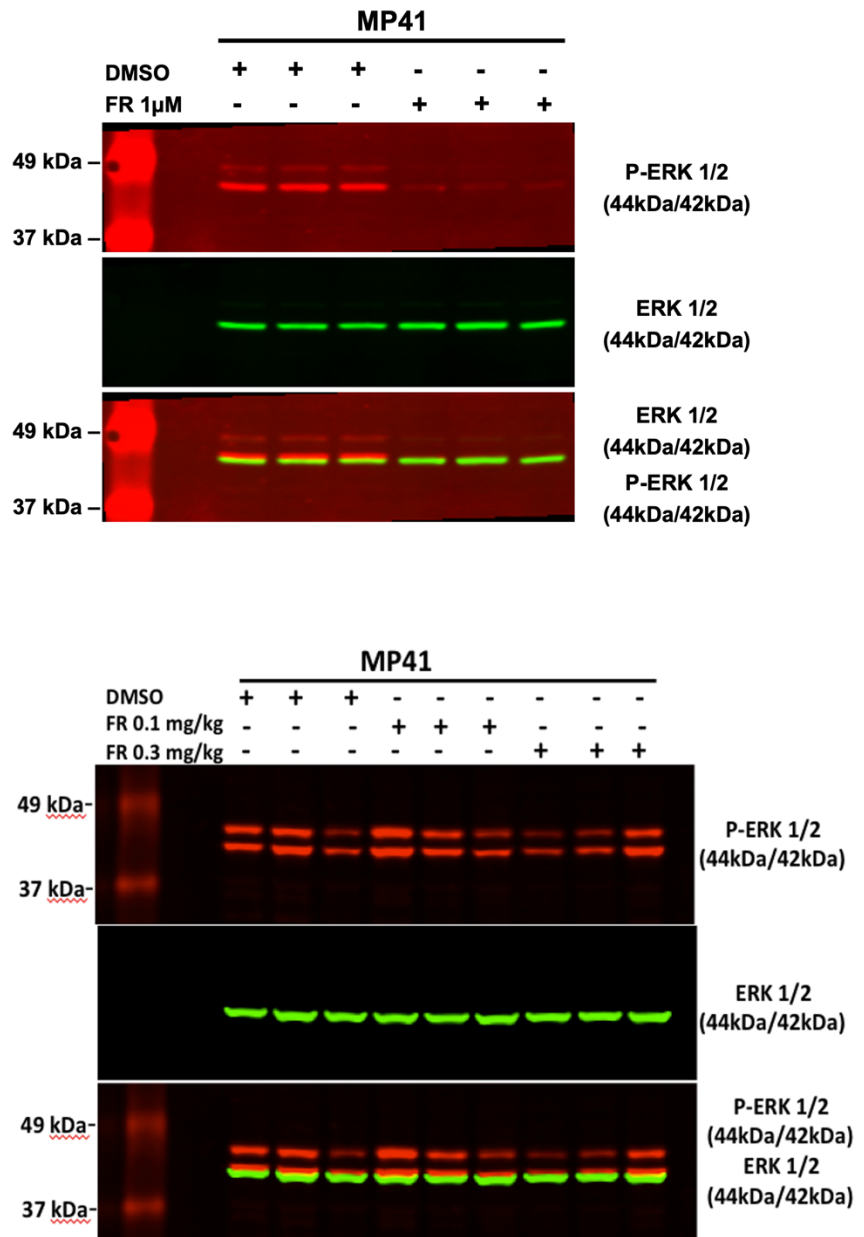 MP41
DMSO + + + - - -
FR 1µM - - - + + +
49 kDa –
P-ERK 1/2
(44kDa/42kDa)
37 kDa –
ERK 1/2
(44kDa/42kDa)
49 kDa –
ERK 1/2
(44kDa/42kDa)
P-ERK 1/2
37 kDa –
(44kDa/42kDa)
MP41
DMSO + + + - - - - - -
FR 0.1 mg/kg - - - + + + - - -
FR 0.3 mg/kg - - - - - - + + +
49 kDa-
P-ERK 1/2
(44kDa/42kDa)
37 kDa-
ERK 1/2
(44kDa/42kDa)
P-ERK 1/2
49 kDa-
(44kDa/42kDa)
ERK 1/2
(44kDa/42kDa)
37 kDa-